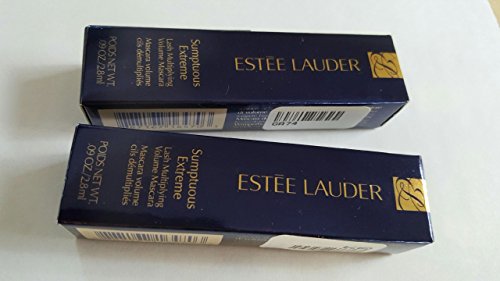 ESTĒE LAUDER
Sumptuous
Extreme
Lash Multiplying
Volume Mascara
Mascara volume
cils démultipliés
POIDS NET WT.
.09 OZ/2.8ml
GR74
ESTĒE LAUDER
Sumptuous
Extreme
Lash Multiplying
Volume Mascara
Mascara volume
cils démultipliés
POIDS NET WT.
.09 OZ/2.8ml